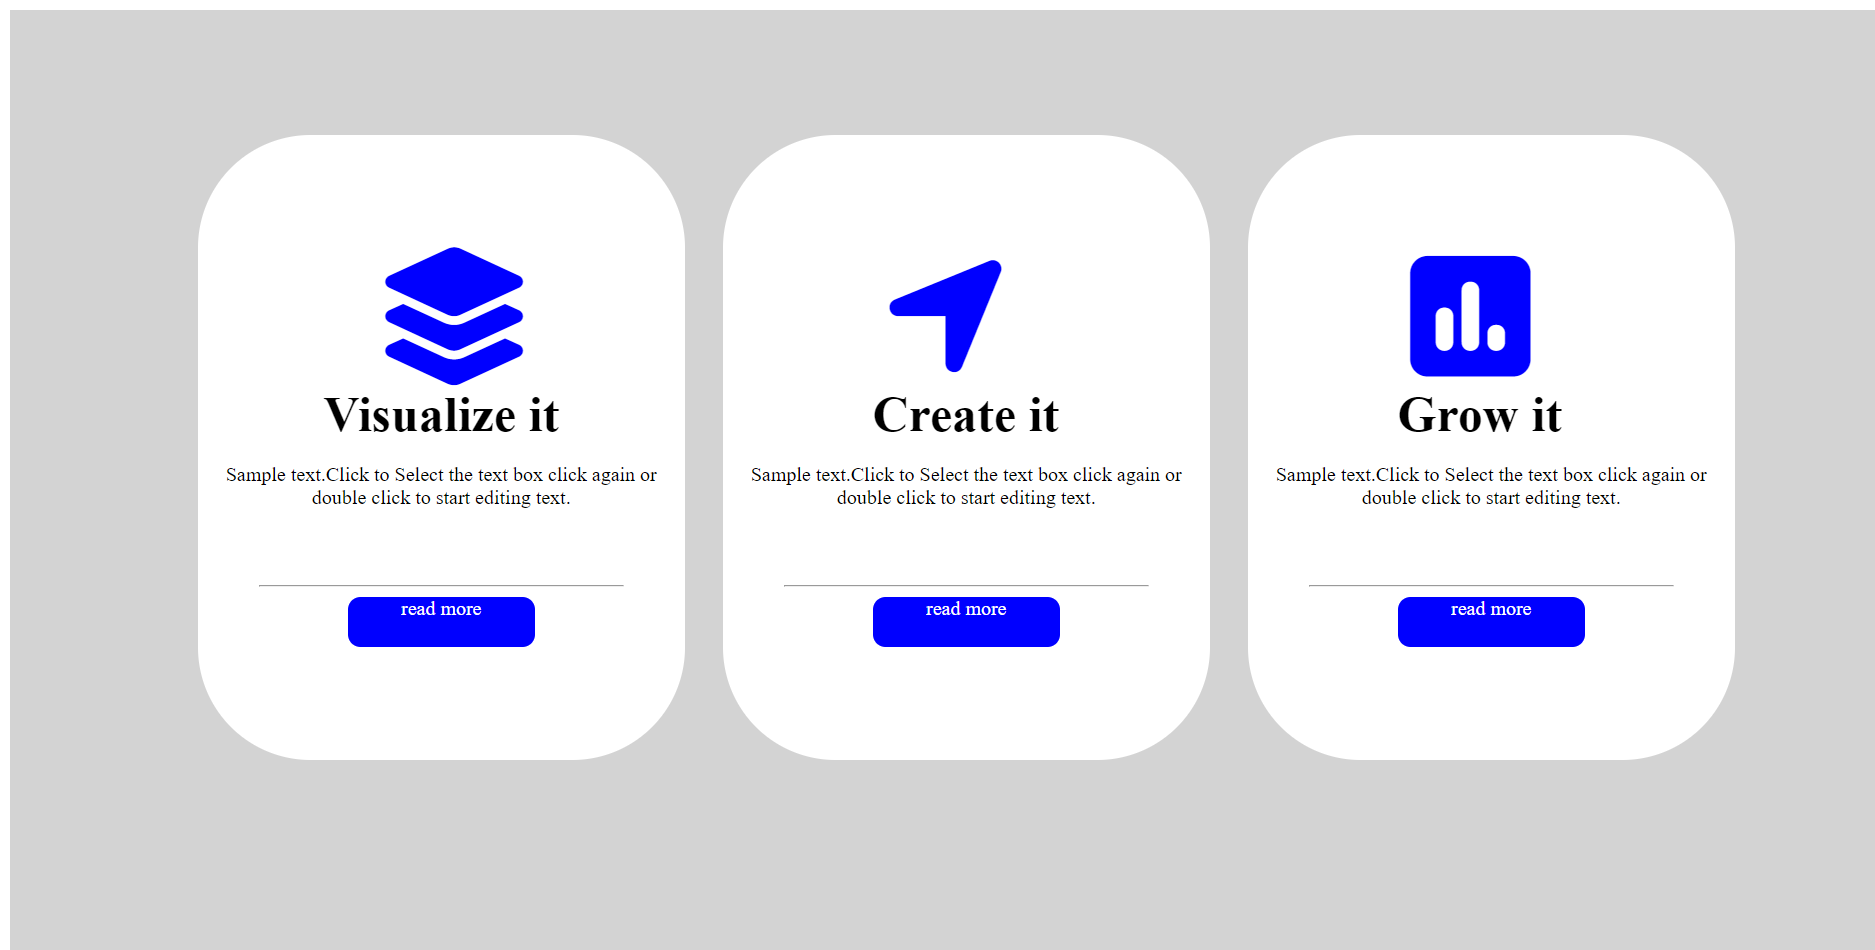 Visualize it
Sample text.Click to Select the text box click again or
double click to start editing text.
read more
Create it
Sample text.Click to Select the text box click again or
double click to start editing text.
read more
Grow it
Sample text.Click to Select the text box click again or
double click to start editing text.
read more